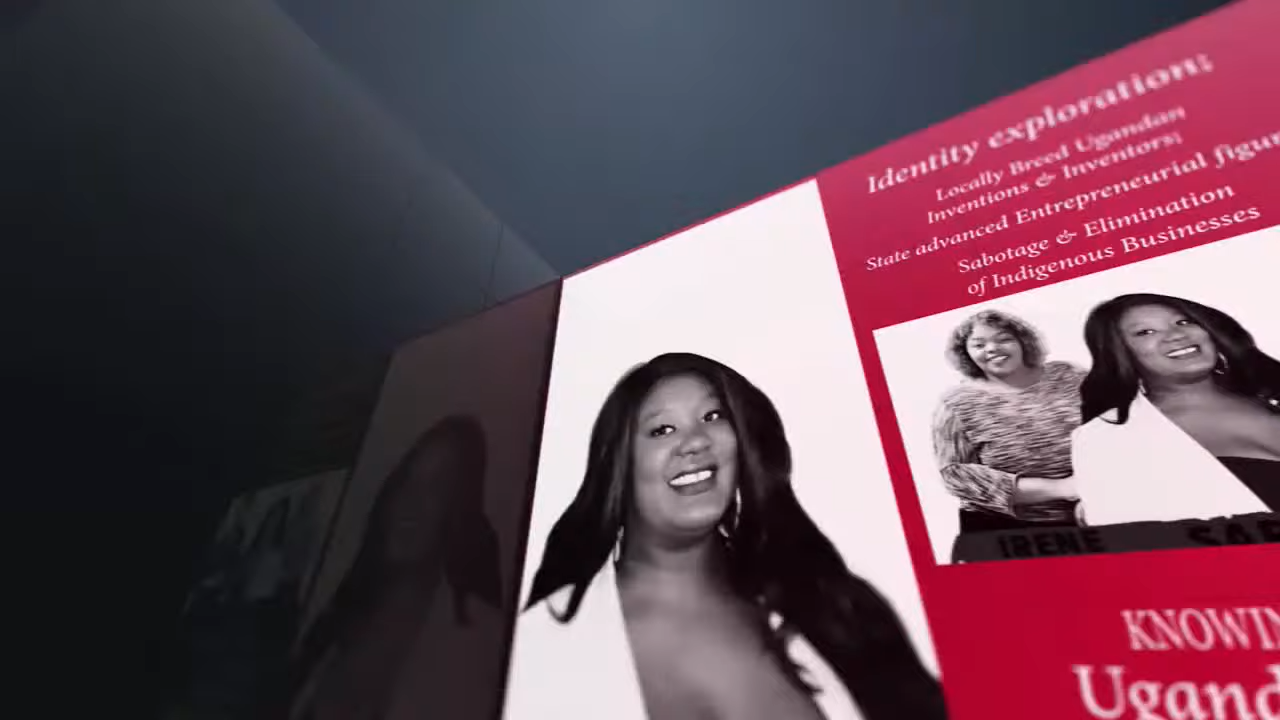 Identity exploration;
Locally Breed Ugandan
Inventions & Inventors;
State advanced Entrepreneurial
Sabotage & Elimination
of Indigenous Businesses
IRENE